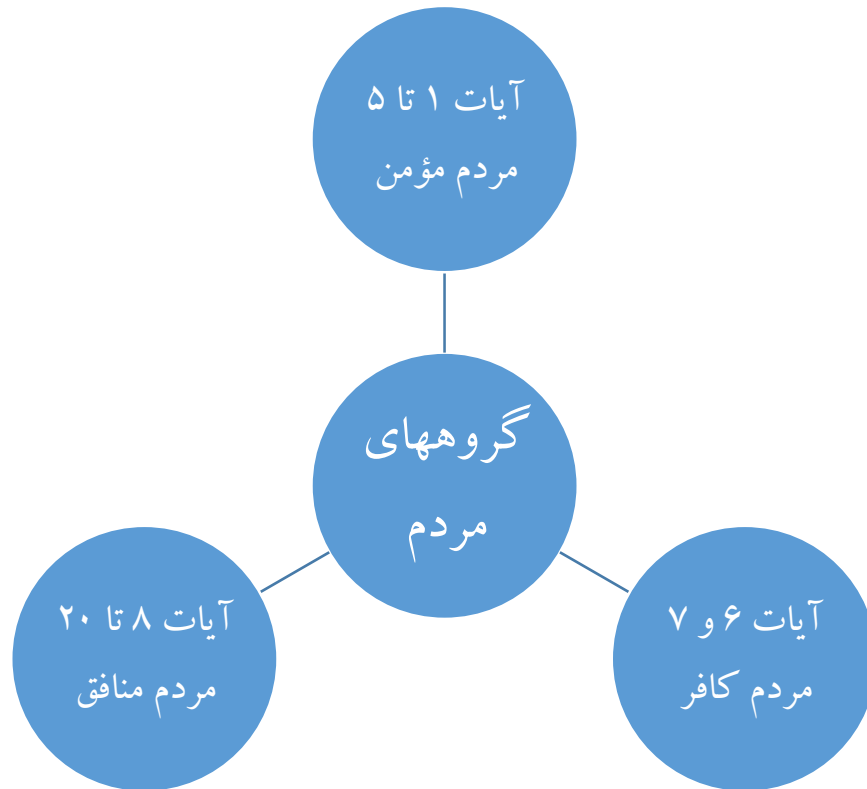 آیات ۱ تا ۵
مردم مؤمن
گروههای
مردم
آیات ۶ و ۷
مردم کافر
آیات ۸ تا ۲۰
مردم منافق